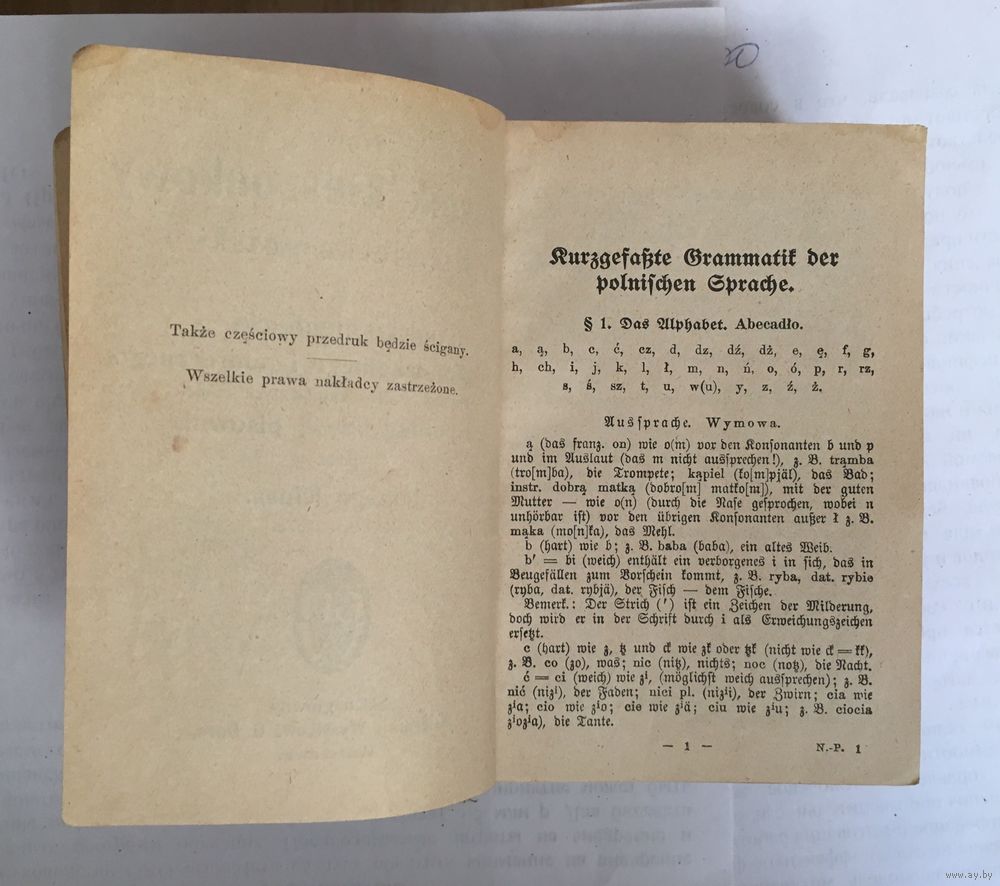 Także częściowy przedruk będzie ścigany.
Wszelkie prawa nakładcy zastrzeżone.
Kurzgefaßte Grammatik der
polnischen Sprache.
§ 1. Das Alphabet. Abecadło.
a, ą, b, c, ć, cz, d, dz, dź, dż, e, ę, f, g,
h, ch, i, j, k, l, ł, m, n, ń, o, ó, p, r, rz,
s, ś, sz, t, u, w(u), y, z, ź, ż.
Aussprache. Wymowa.
ą (das franz. on) wie o(m) vor den Konsonanten b und p
und im Auslaut (das m nicht aussprechen!), z. B. trąmba
(tro[m]ba), die Trompete; kąpiel (ko[m]pjäl), das Bad;
instr. dobrą matką (dobro[m] matko[m]), mit der guten
Mutter — wie o(n) (durch die Nase gesprochen, wobei n
unhörbar ist) vor den übrigen Konsonanten außer ł z. B.
mąka (mo[n]ka), das Mehl.
b (hart) wie b; z. B. baba (baba), ein altes Weib.
b' = bi (weich) enthält ein verborgenes i in sich, das in
Beugefällen zum Vorschein kommt, z. B. ryba, dat. rybie
(ryba, dat. rybjä), der Fisch — dem Fische.
Bemerk.: Der Strich (') ist ein Zeichen der Milderung,
doch wird er in der Schrift durch i als Erweichungszeichen
ersetzt.
c (hart) wie z, tz und ck wie zk oder tzk (nicht wie ck = kk),
z. B. co (zo), was; nic (nitz), nichts; noc (notz), die Nacht.
ć = ci (weich) wie zⁱ, (möglichst weich aussprechen); z. B.
nić (nizⁱ), der Faden; nici pl. (nizⁱi), der Zwirn; cia wie
zⁱa; cio wie zⁱo; cie wie zⁱä; ciu wie zⁱu; z. B. ciocia
zⁱozⁱa), die Tante.
— 1 —
N.-P. 1
www.ay.by